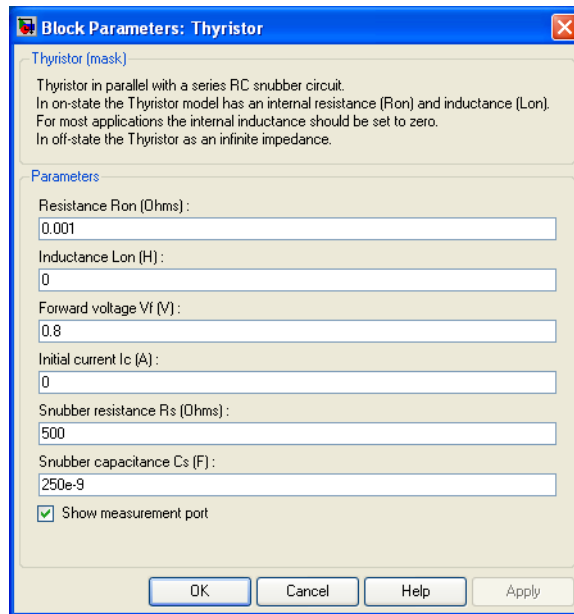 Block Parameters: Thyristor
Thyristor (mask)
Thyristor in parallel with a series RC snubber circuit.
In on-state the Thyristor model has an internal resistance (Ron) and inductance (Lon).
For most applications the internal inductance should be set to zero.
In off-state the Thyristor as an infinite impedance.
Parameters
Resistance Ron (Ohms) :
0.001
Inductance Lon (H) :
0
Forward voltage Vf (V) :
0.8
Initial current Ic (A) :
0
Snubber resistance Rs (Ohms) :
500
Snubber capacitance Cs (F) :
250e-9
Show measurement port
OK Cancel Help Apply